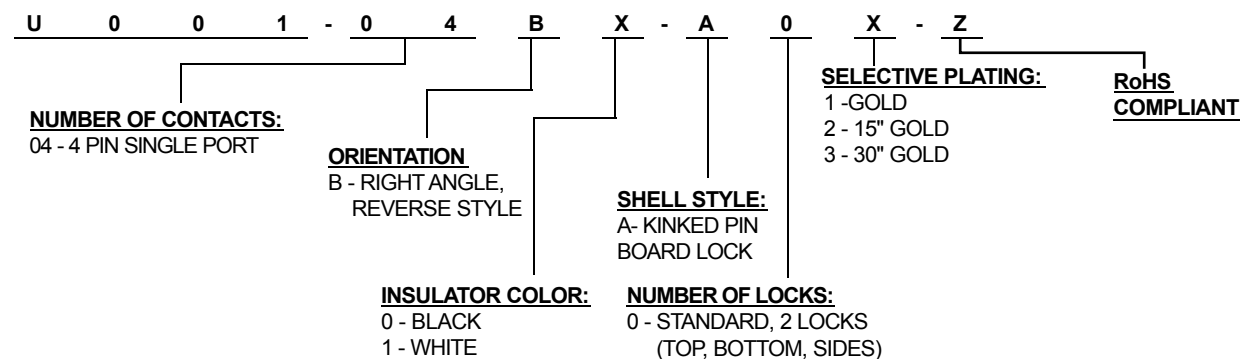 U 0 0 1 - 0 4 B X - A 0 X - Z
NUMBER OF CONTACTS:
04 - 4 PIN SINGLE PORT
ORIENTATION
B - RIGHT ANGLE,
REVERSE STYLE
INSULATOR COLOR:
0 - BLACK
1 - WHITE
SHELL STYLE:
A- KINKED PIN
BOARD LOCK
NUMBER OF LOCKS:
0 - STANDARD, 2 LOCKS
(TOP, BOTTOM, SIDES)
SELECTIVE PLATING:
1 -GOLD
2 - 15" GOLD
3 - 30" GOLD
RoHS
COMPLIANT